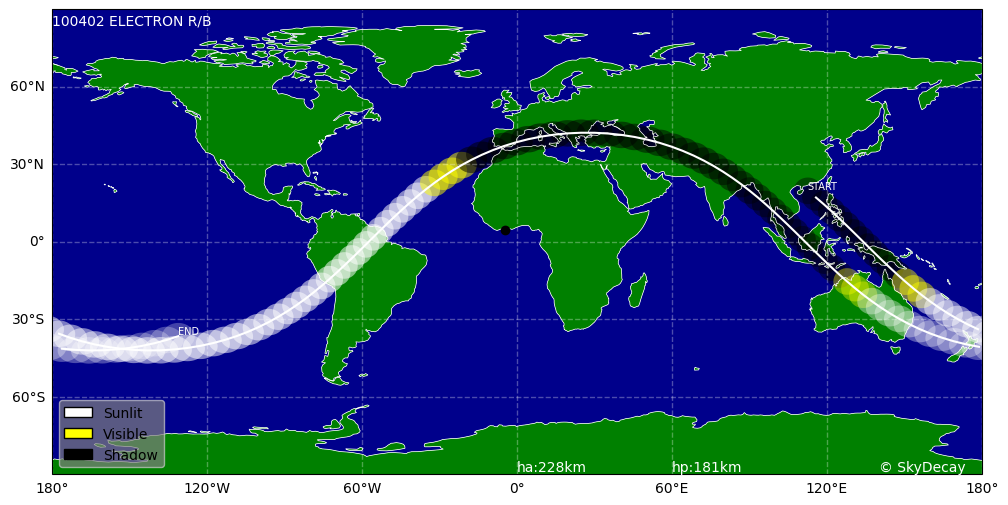 100402 ELECTRON R/B
60°N
30°N
START
0°
30°S
END
60°S
Sunlit
Visible
Shadow
ha:228km hp:181km © SkyDecay
180° 120°W 60°W 0° 60°E 120°E 180°